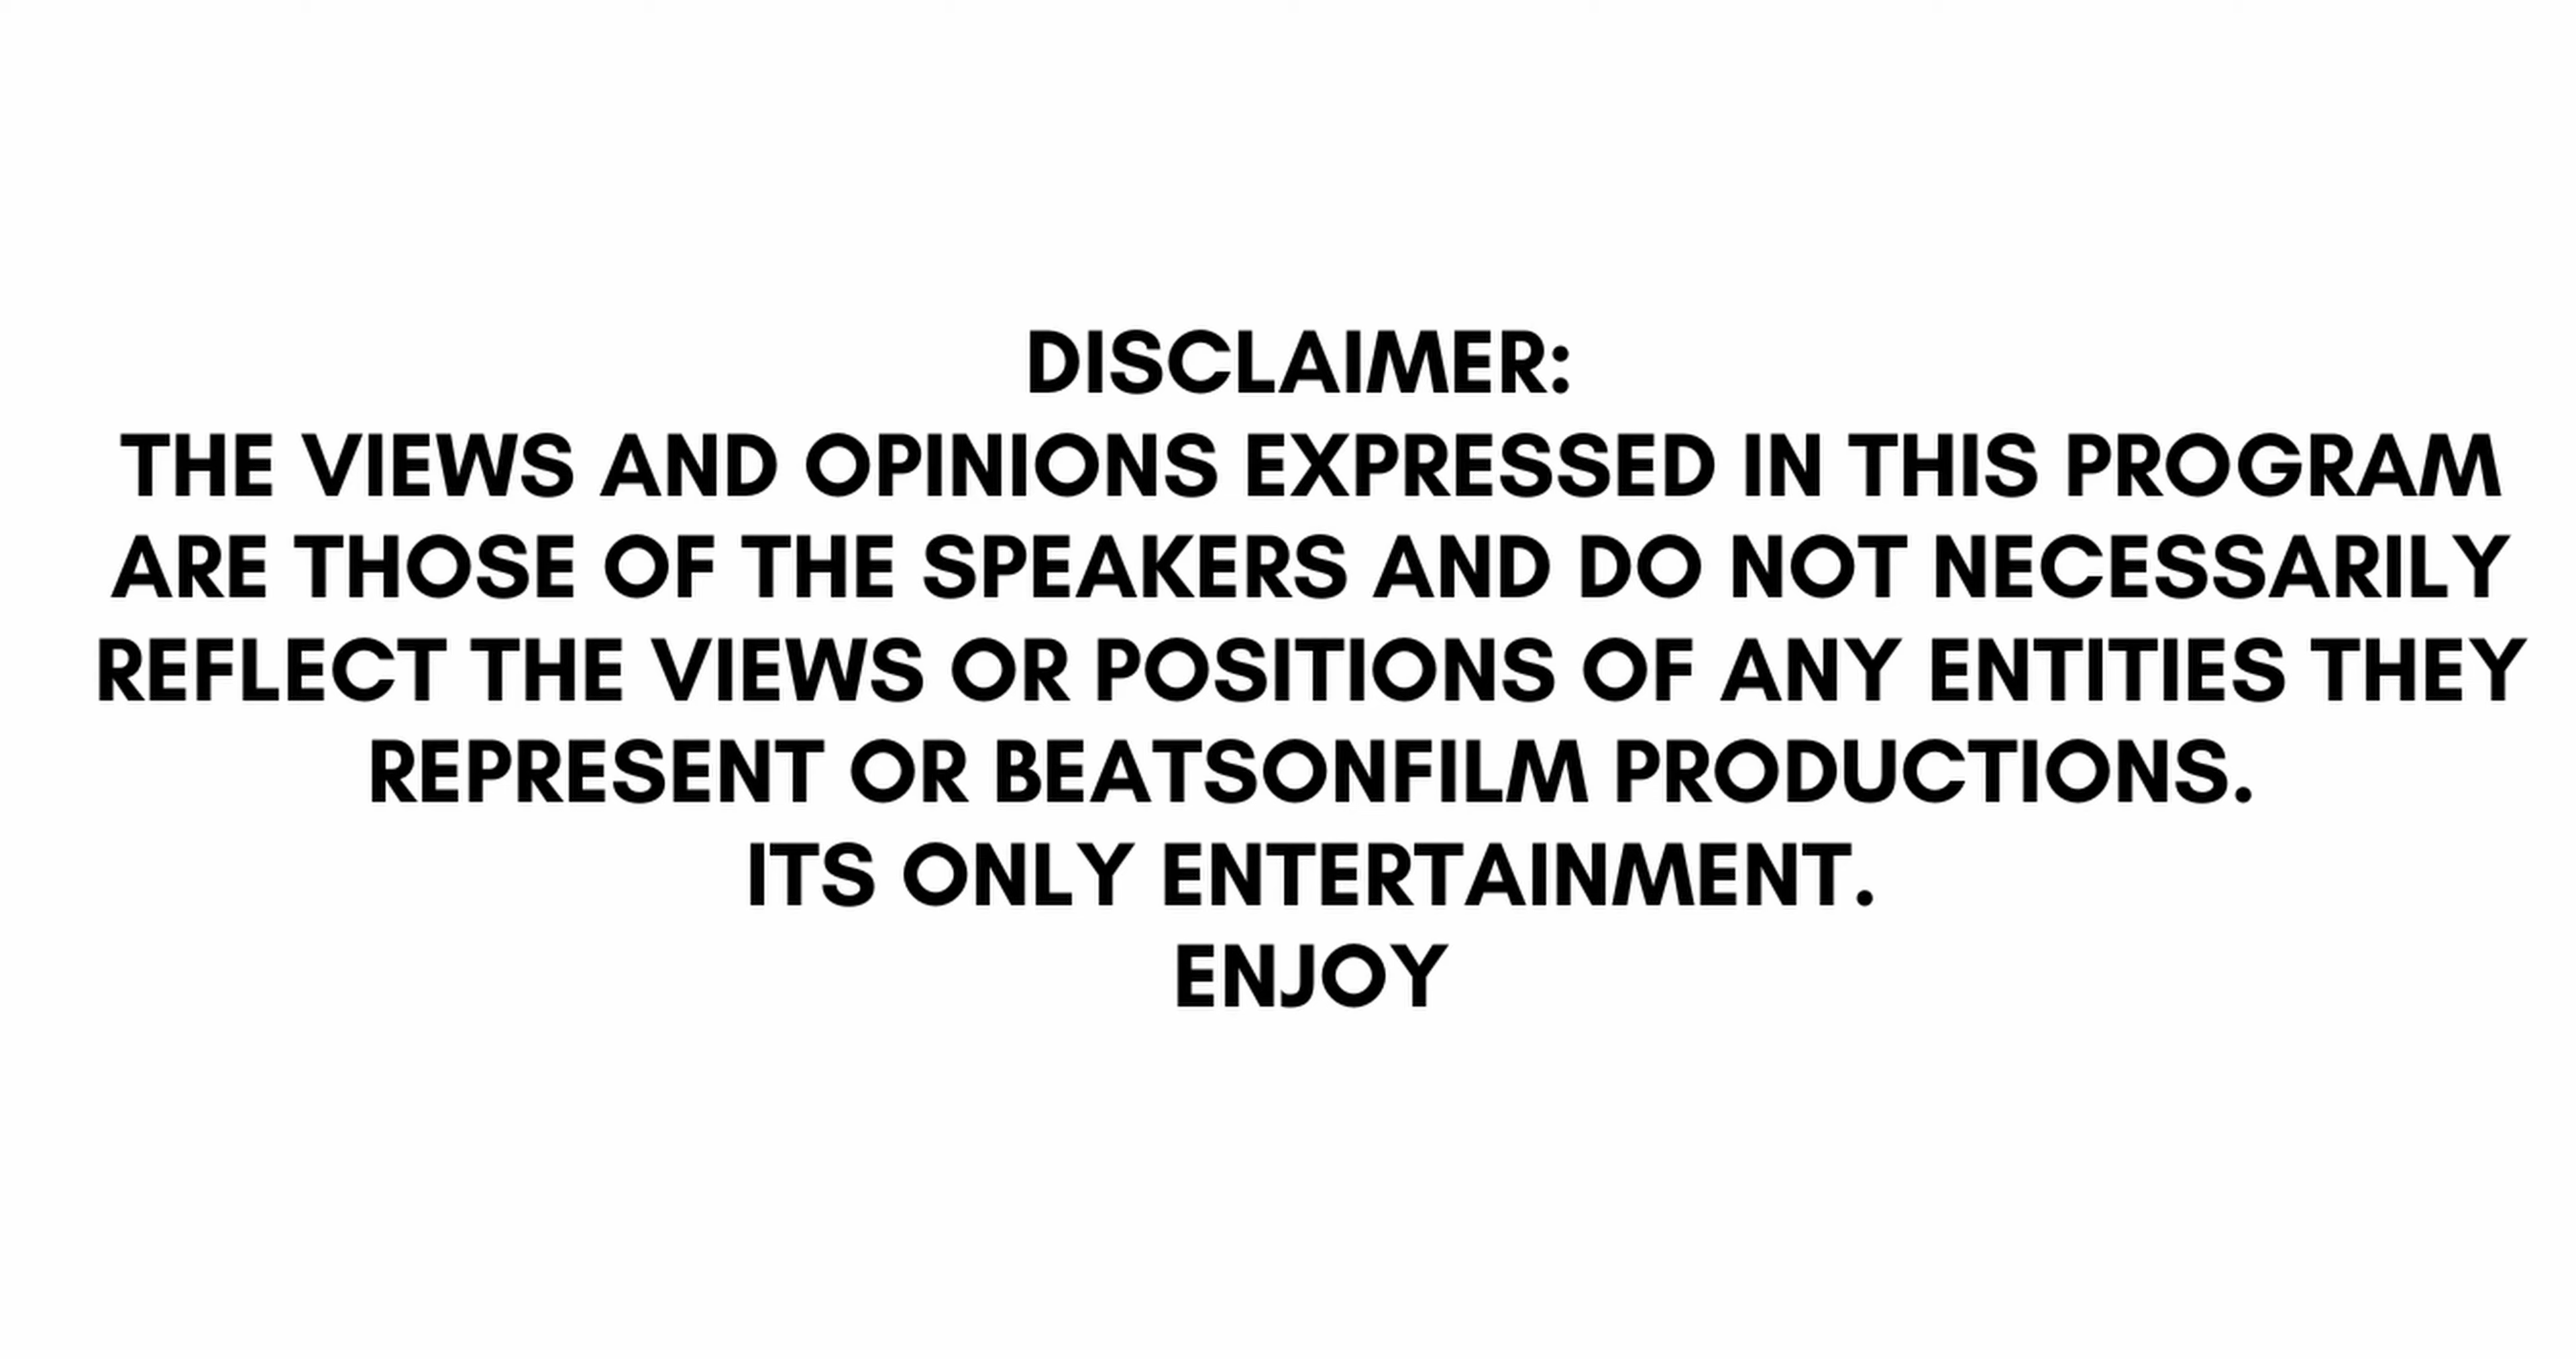 DISCLAIMER:
THE VIEWS AND OPINIONS EXPRESSED IN THIS PROGRAM
ARE THOSE OF THE SPEAKERS AND DO NOT NECESSARILY
REFLECT THE VIEWS OR POSITIONS OF ANY ENTITIES THEY
REPRESENT OR BEATSONFILM PRODUCTIONS.
ITS ONLY ENTERTAINMENT.
ENJOY